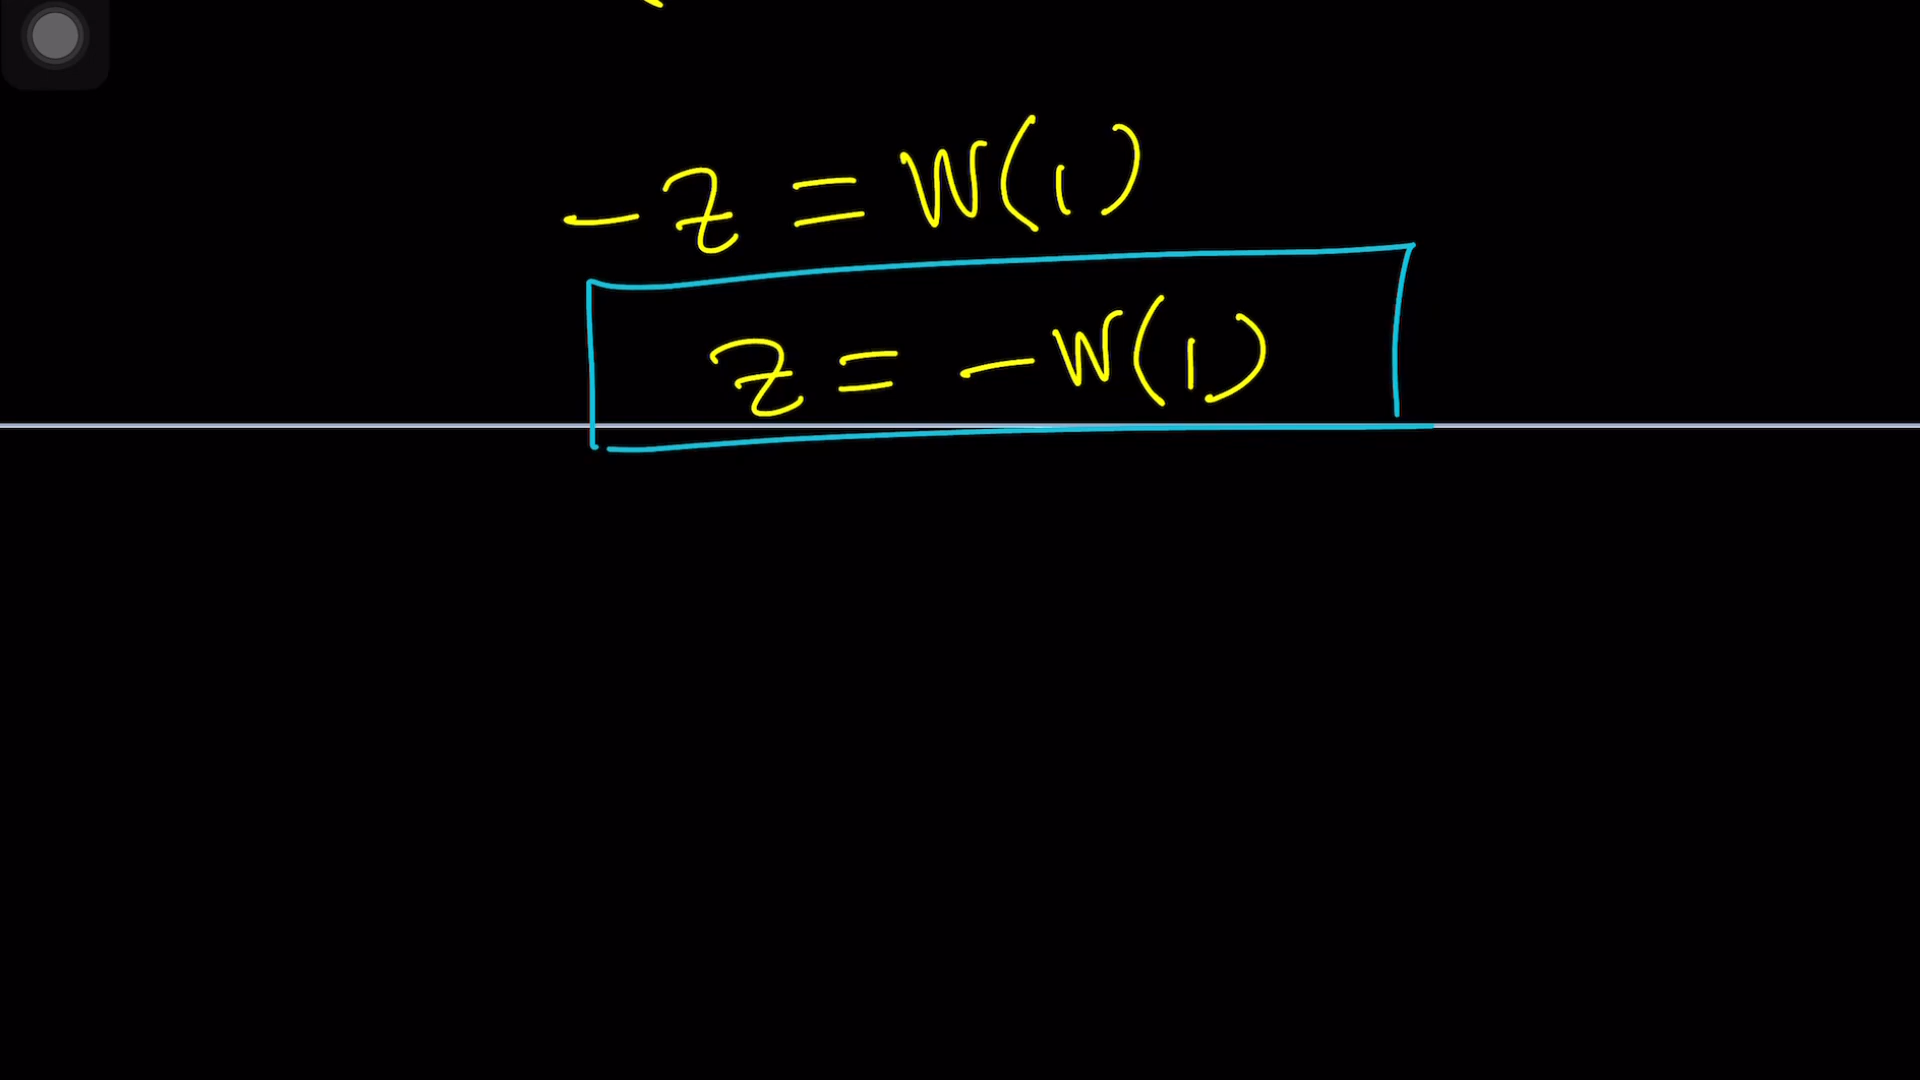 -z = W(1)
z = -W(1)